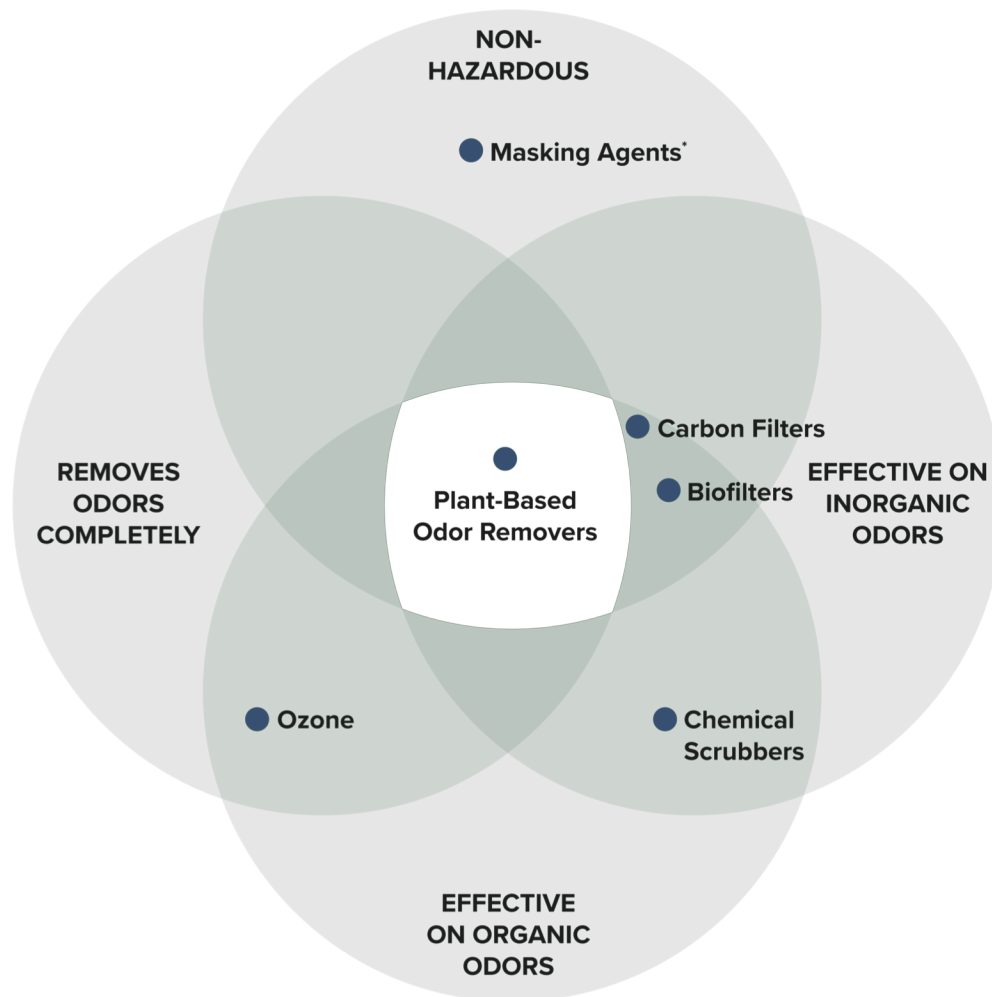 NON-
HAZARDOUS
Masking Agents*
Carbon Filters
REMOVES
ODORS
COMPLETELY
Plant-Based
Odor Removers
Biofilters
EFFECTIVE ON
INORGANIC
ODORS
Ozone
Chemical
Scrubbers
EFFECTIVE
ON ORGANIC
ODORS